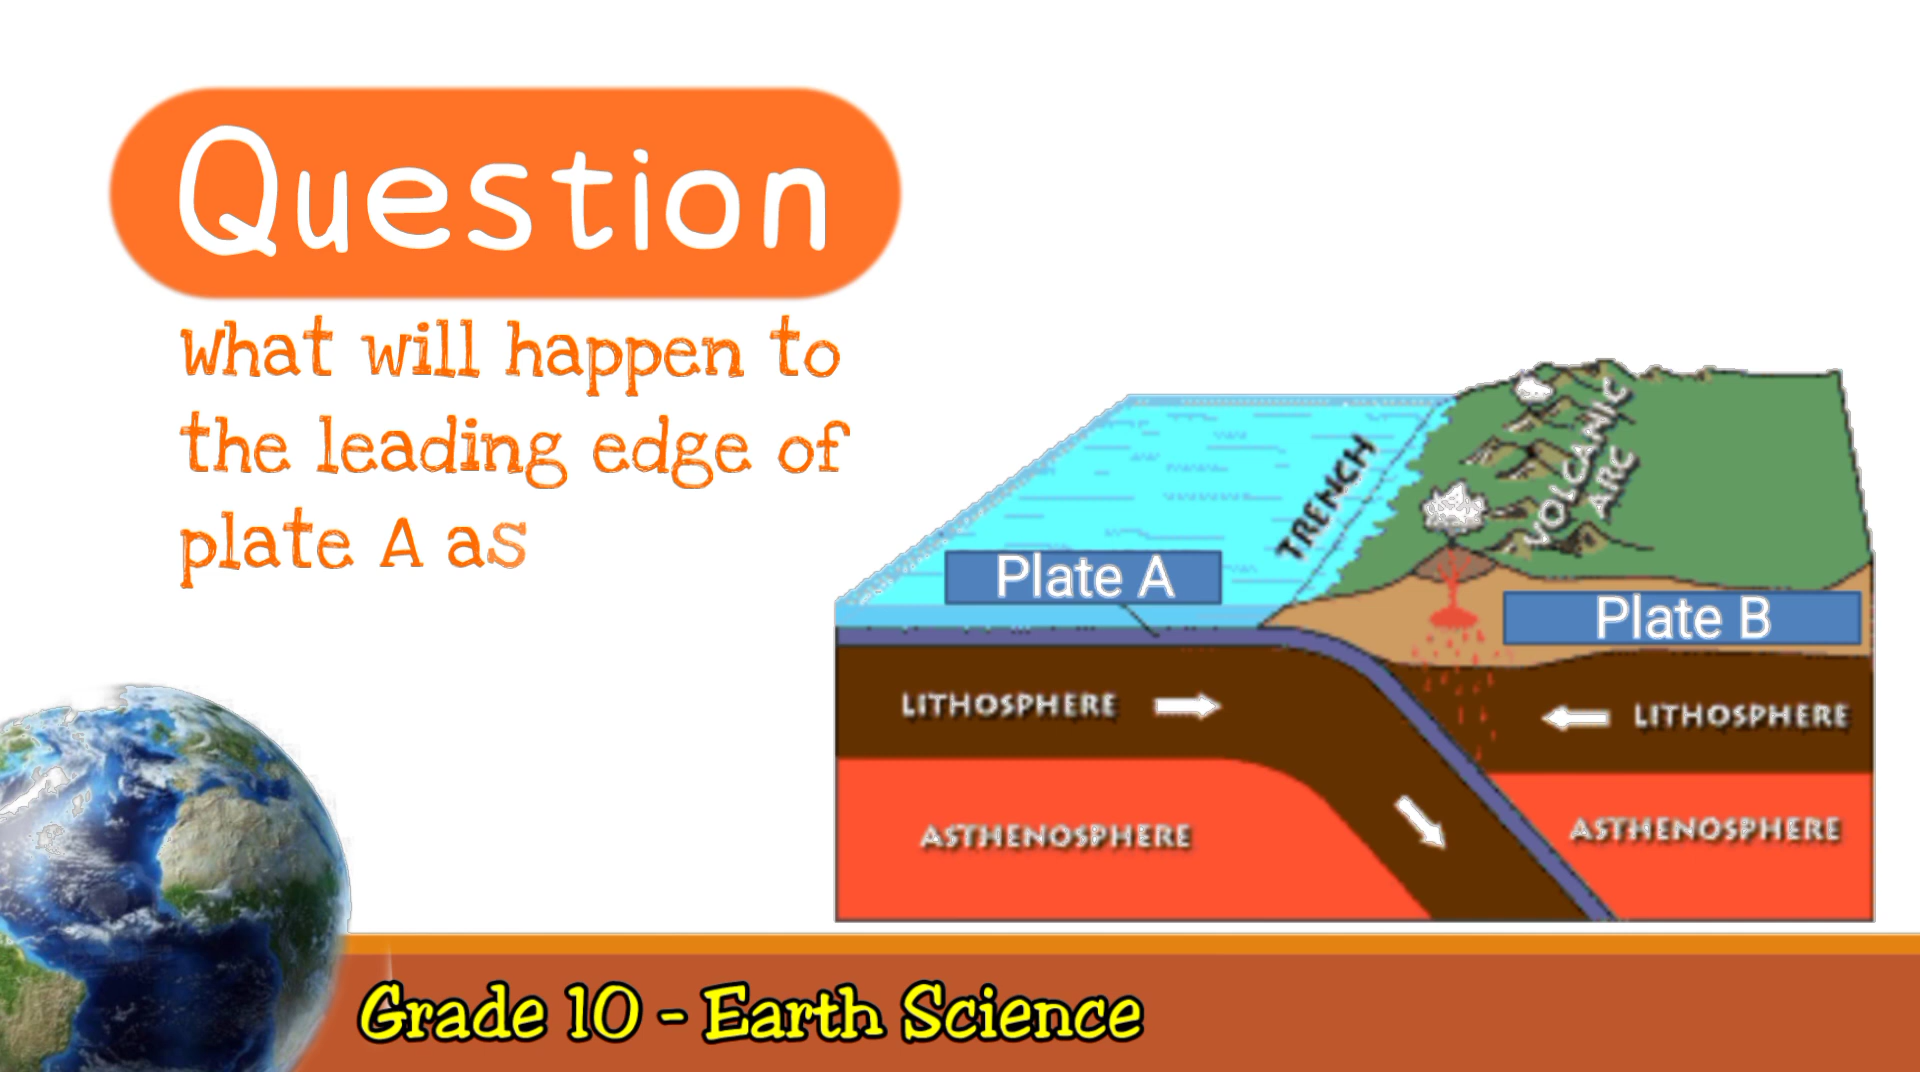 Question
What will happen to
the leading edge of
plate A as
TRENCH
VOLCANIC
ARC
Plate A
Plate B
LITHOSPHERE
LITHOSPHERE
ASTHENOSPHERE
ASTHENOSPHERE
Grade 10 - Earth Science